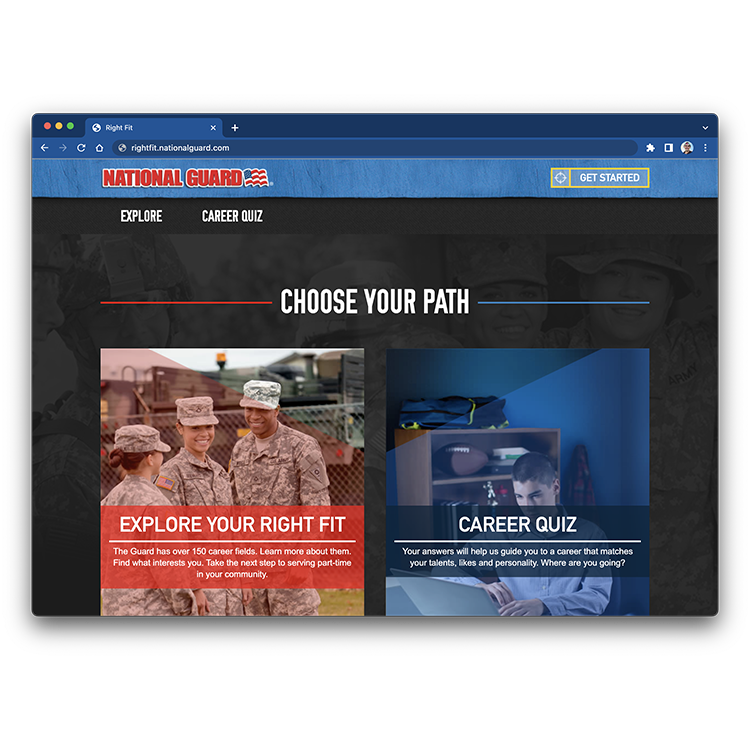 Right Fit
rightfit.nationalguard.com
NATIONAL GUARD
GET STARTED
EXPLORE
CAREER QUIZ
CHOOSE YOUR PATH
ARMY
EXPLORE YOUR RIGHT FIT
The Guard has over 150 career fields. Learn more about them.
Find what interests you. Take the next step to serving part-time
in your community.
CAREER QUIZ
Your answers will help us guide you to a career that matches
your talents, likes and personality. Where are you going?